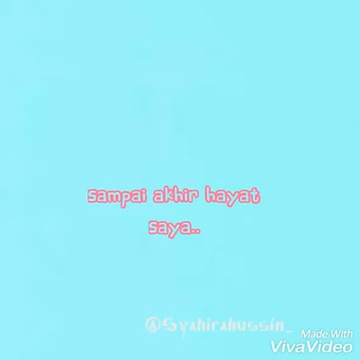 sampai akhir hayat
saya..
@Syahirahussin_
Made With
VivaVideo